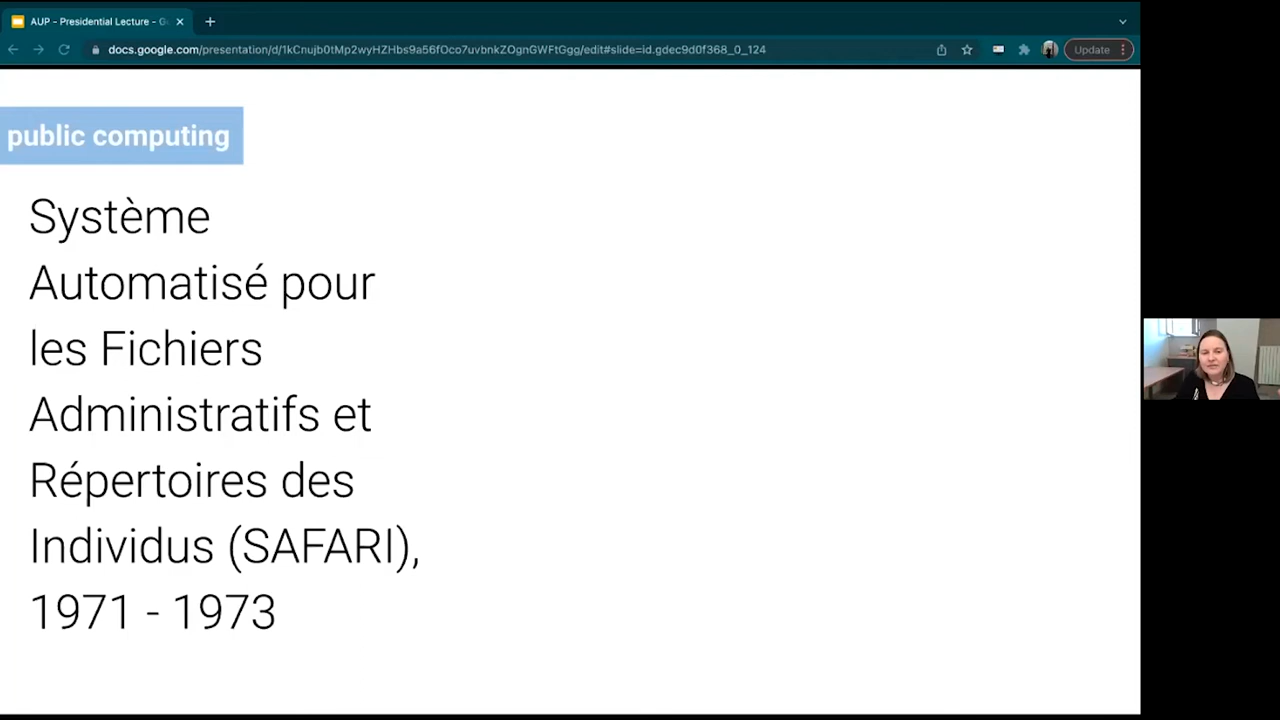 AUP - Presidential Lecture - G
docs.google.com/presentation/d/1kCnujb0tMp2wyHZHbs9a56fOco7uvbnkZOgnGWFtGgg/edit#slide=id.gdec9d0f368_0_124
Update
public computing
Système
Automatisé pour
les Fichiers
Administratifs et
Répertoires des
Individus (SAFARI),
1971 - 1973